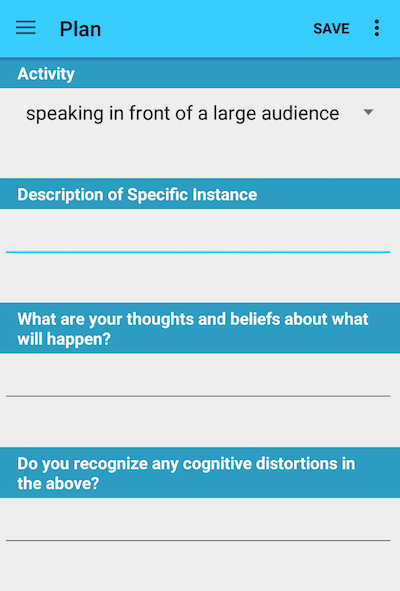 Plan
SAVE
Activity
speaking in front of a large audience
Description of Specific Instance
What are your thoughts and beliefs about what
will happen?
Do you recognize any cognitive distortions in
the above?